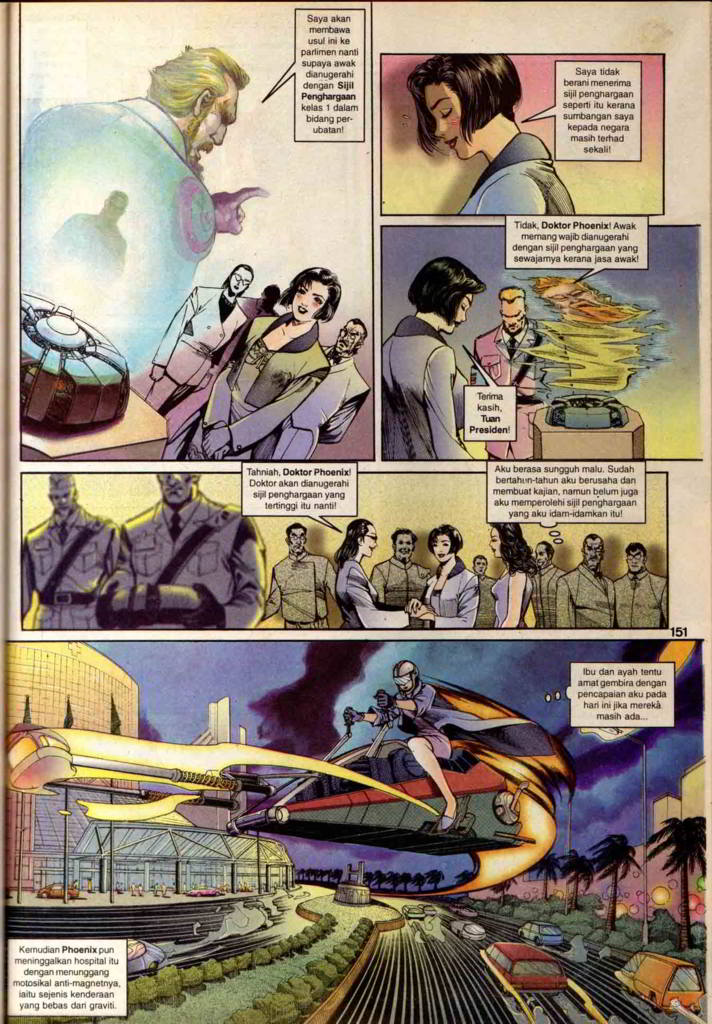 Saya akan
membawa
usul ini ke
parlimen nanti
supaya awak
dianugerahi
dengan Sijil
Penghargaan
kelas 1 dalam
bidang per-
ubatan!
Saya tidak
berani menerima
sijil penghargaan
seperti itu kerana
sumbangan saya
kepada negara
masih terhad
sekali!
Tidak, Doktor Phoenix! Awak
memang wajib dianugerahi
dengan sijil penghargaan yang
sewajarnya kerana jasa awak!
Terima
kasih,
Tuan
Presiden!
Tahniah, Doktor Phoenix!
Doktor akan dianugerahi
sijil penghargaan yang
tertinggi itu nanti!
Aku berasa sungguh malu. Sudah
bertahun-tahun aku berusaha dan
membuat kajian, namun belum juga
aku memperolehi sijil penghargaan
yang aku idam-idamkan itu!
151
Ibu dan ayah tentu
amat gembira dengan
pencapaian aku pada
hari ini jika mereka
masih ada...
Kemudian Phoenix pun
meninggalkan hospital itu
dengan menunggang
motosikal anti-magnetnya,
iaitu sejenis kenderaan
yang bebas dari graviti.